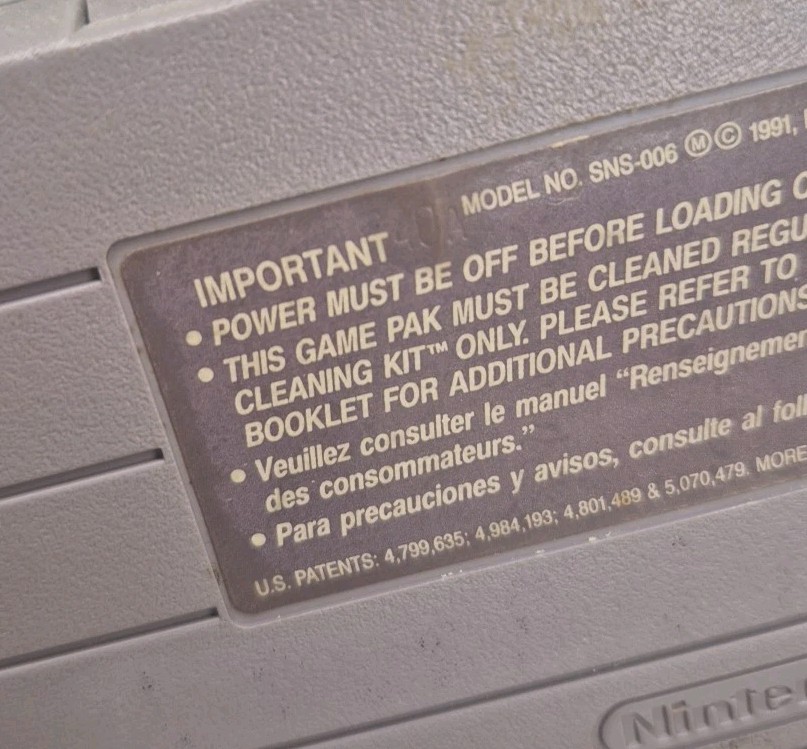 MODEL NO. SNS-006 Ⓜ© 1991,
IMPORTANT
• POWER MUST BE OFF BEFORE LOADING
• THIS GAME PAK MUST BE CLEANED
CLEANING KIT™ ONLY. PLEASE REFER TO
BOOKLET FOR ADDITIONAL PRECAUTIONS
• Veuillez consulter le manuel “Renseignemen
des consommateurs.”
• Para precauciones y avisos, consulte al foll
U.S. PATENTS: 4,799,635; 4,984,193; 4,801,489 & 5,070,479. MORE
Ninte